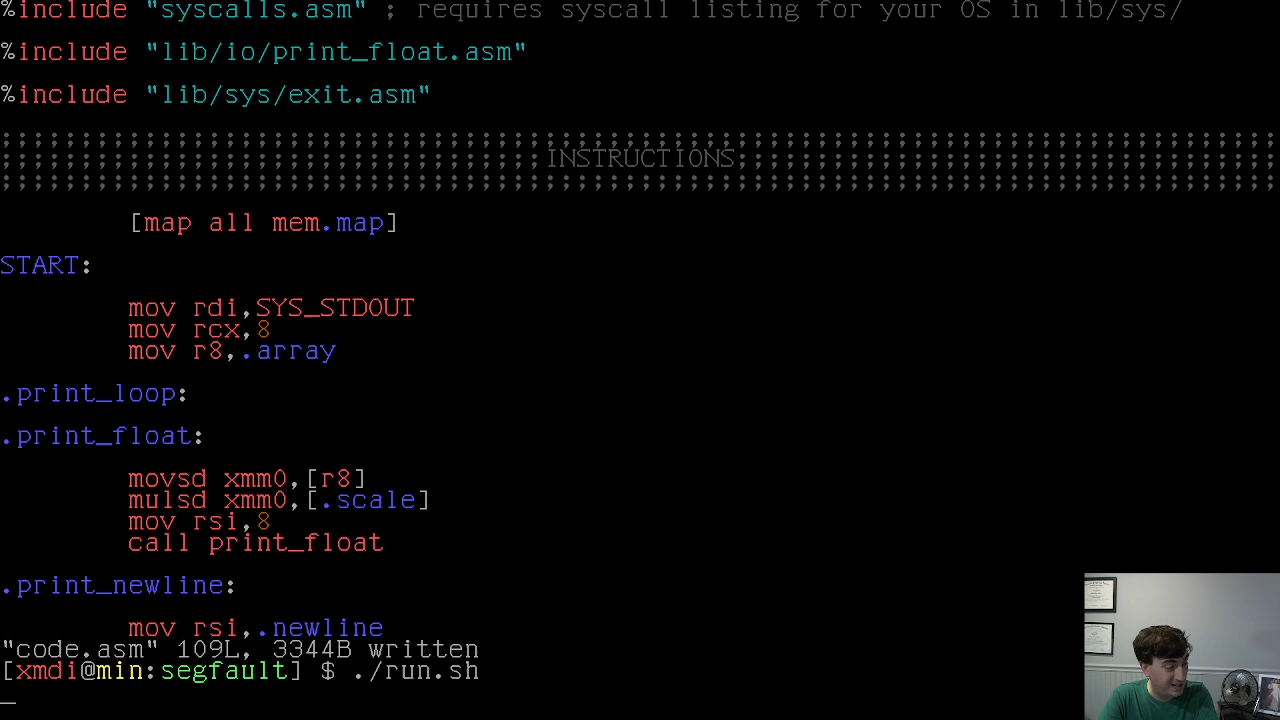 %include "syscalls.asm" ; requires syscall listing for your OS in lib/sys/
%include "lib/io/print_float.asm"
%include "lib/sys/exit.asm"
;;;;;;;;;;;;;;;;;;;;;;;;;;;;;;;;;;;;;;;;;;;;;;;;;;;;;;;;;;;;;;;;;;;;;;;;;;;;;;;;
;;;;;;;;;;;;;;;;;;;;;;;;;;;;;;;;;;INSTRUCTIONS;;;;;;;;;;;;;;;;;;;;;;;;;;;;;;;;;;
;;;;;;;;;;;;;;;;;;;;;;;;;;;;;;;;;;;;;;;;;;;;;;;;;;;;;;;;;;;;;;;;;;;;;;;;;;;;;;;;
[map all mem.map]
START:
mov rdi,SYS_STDOUT
mov rcx,8
mov r8,.array
.print_loop:
.print_float:
movsd xmm0,[r8]
mulsd xmm0,[.scale]
mov rsi,8
call print_float
.print_newline:
mov rsi,.newline
"code.asm" 109L, 3344B written
[xmdi@min:segfault] $ ./run.sh